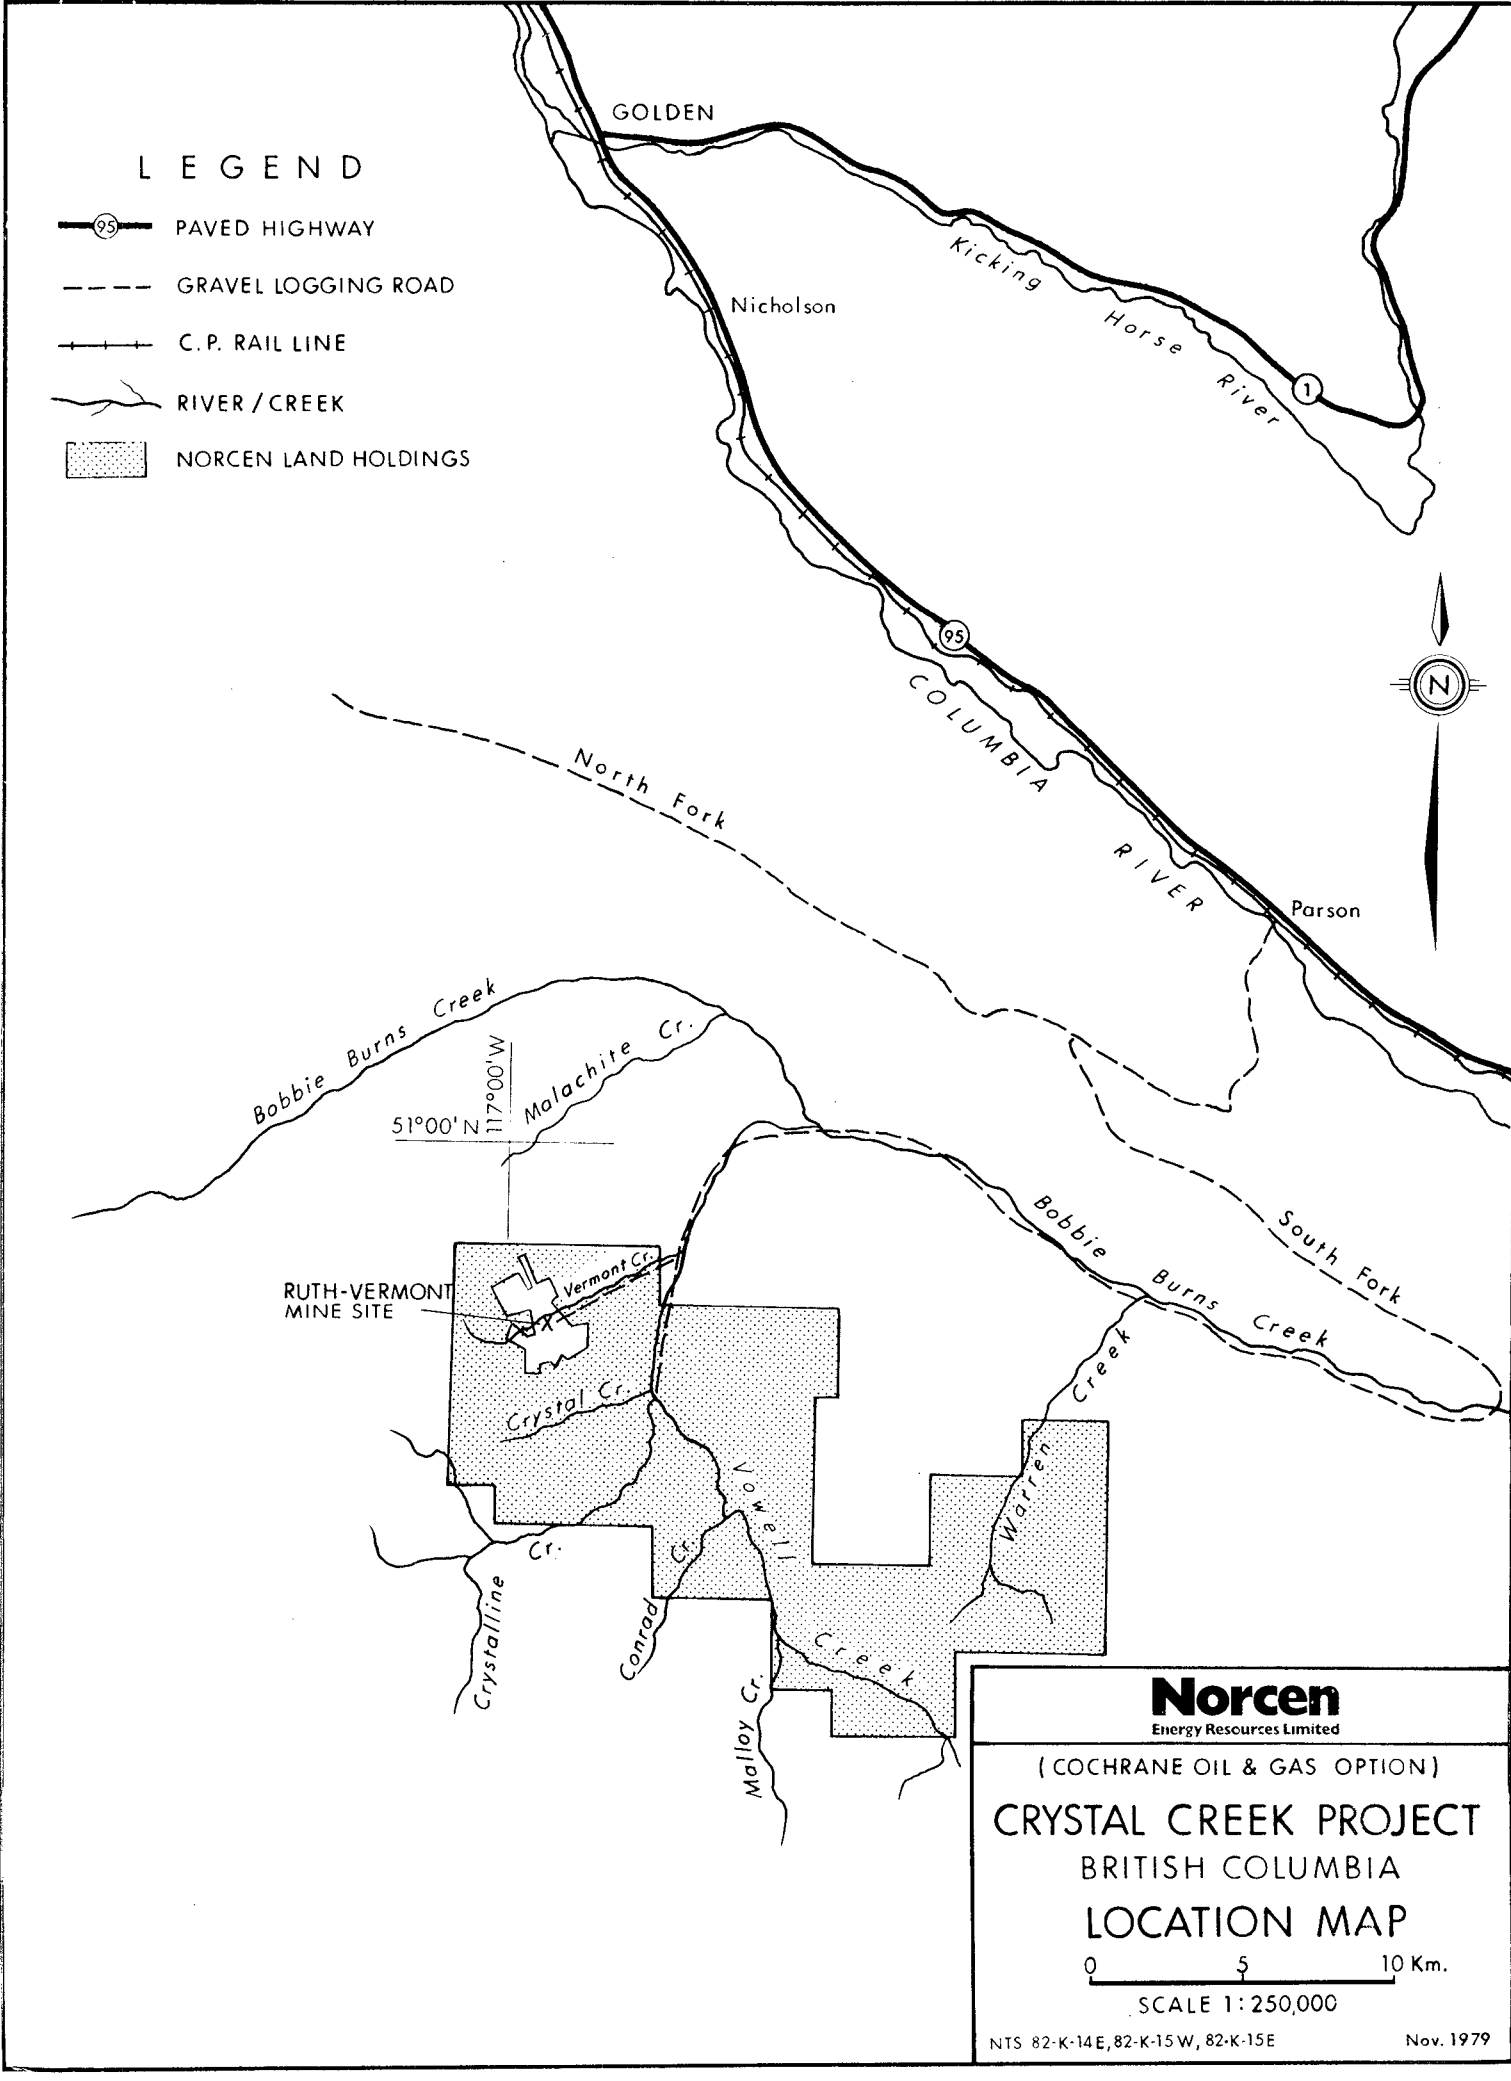 GOLDEN
LEGEND
95 PAVED HIGHWAY
GRAVEL LOGGING ROAD
C.P. RAIL LINE
RIVER/CREEK
NORCEN LAND HOLDINGS
Kicking Horse River
Nicholson
1
95
N
COLUMBIA RIVER
North Fork
Parson
Bobbie Burns Creek
Malachite Cr.
117°00'W
51°00'N
South Fork
Bobbie Burns Creek
RUTH-VERMONT
MINE SITE
X
Vermont Cr.
Crystal Cr.
Warren Creek
Vowell Creek
Crystalline Cr.
Conrad Cr.
Malloy Cr.
Norcen
Energy Resources Limited
(COCHRANE OIL & GAS OPTION)
CRYSTAL CREEK PROJECT
BRITISH COLUMBIA
LOCATION MAP
0 5 10 Km.
SCALE 1:250,000
NTS 82-K-14E, 82-K-15W, 82-K-15E Nov. 1979